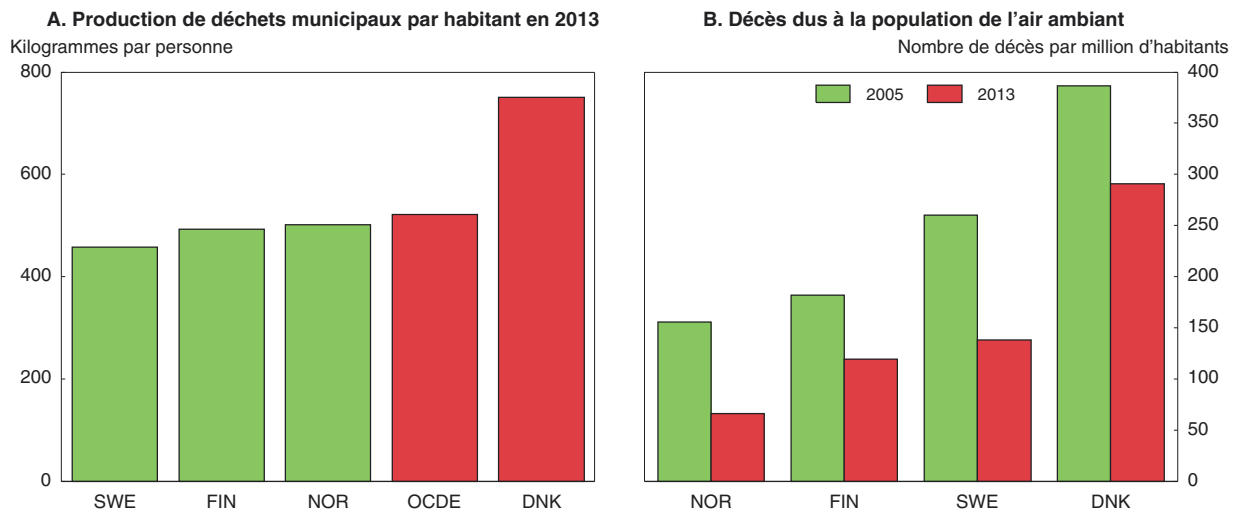 A. Production de déchets municipaux par habitant en 2013
Kilogrammes par personne
800
600
400
200
0
SWE FIN NOR OCDE DNK
B. Décès dus à la population de l’air ambiant
Nombre de décès par million d’habitants
2005 2013
400
350
300
250
200
150
100
50
0
NOR FIN SWE DNK